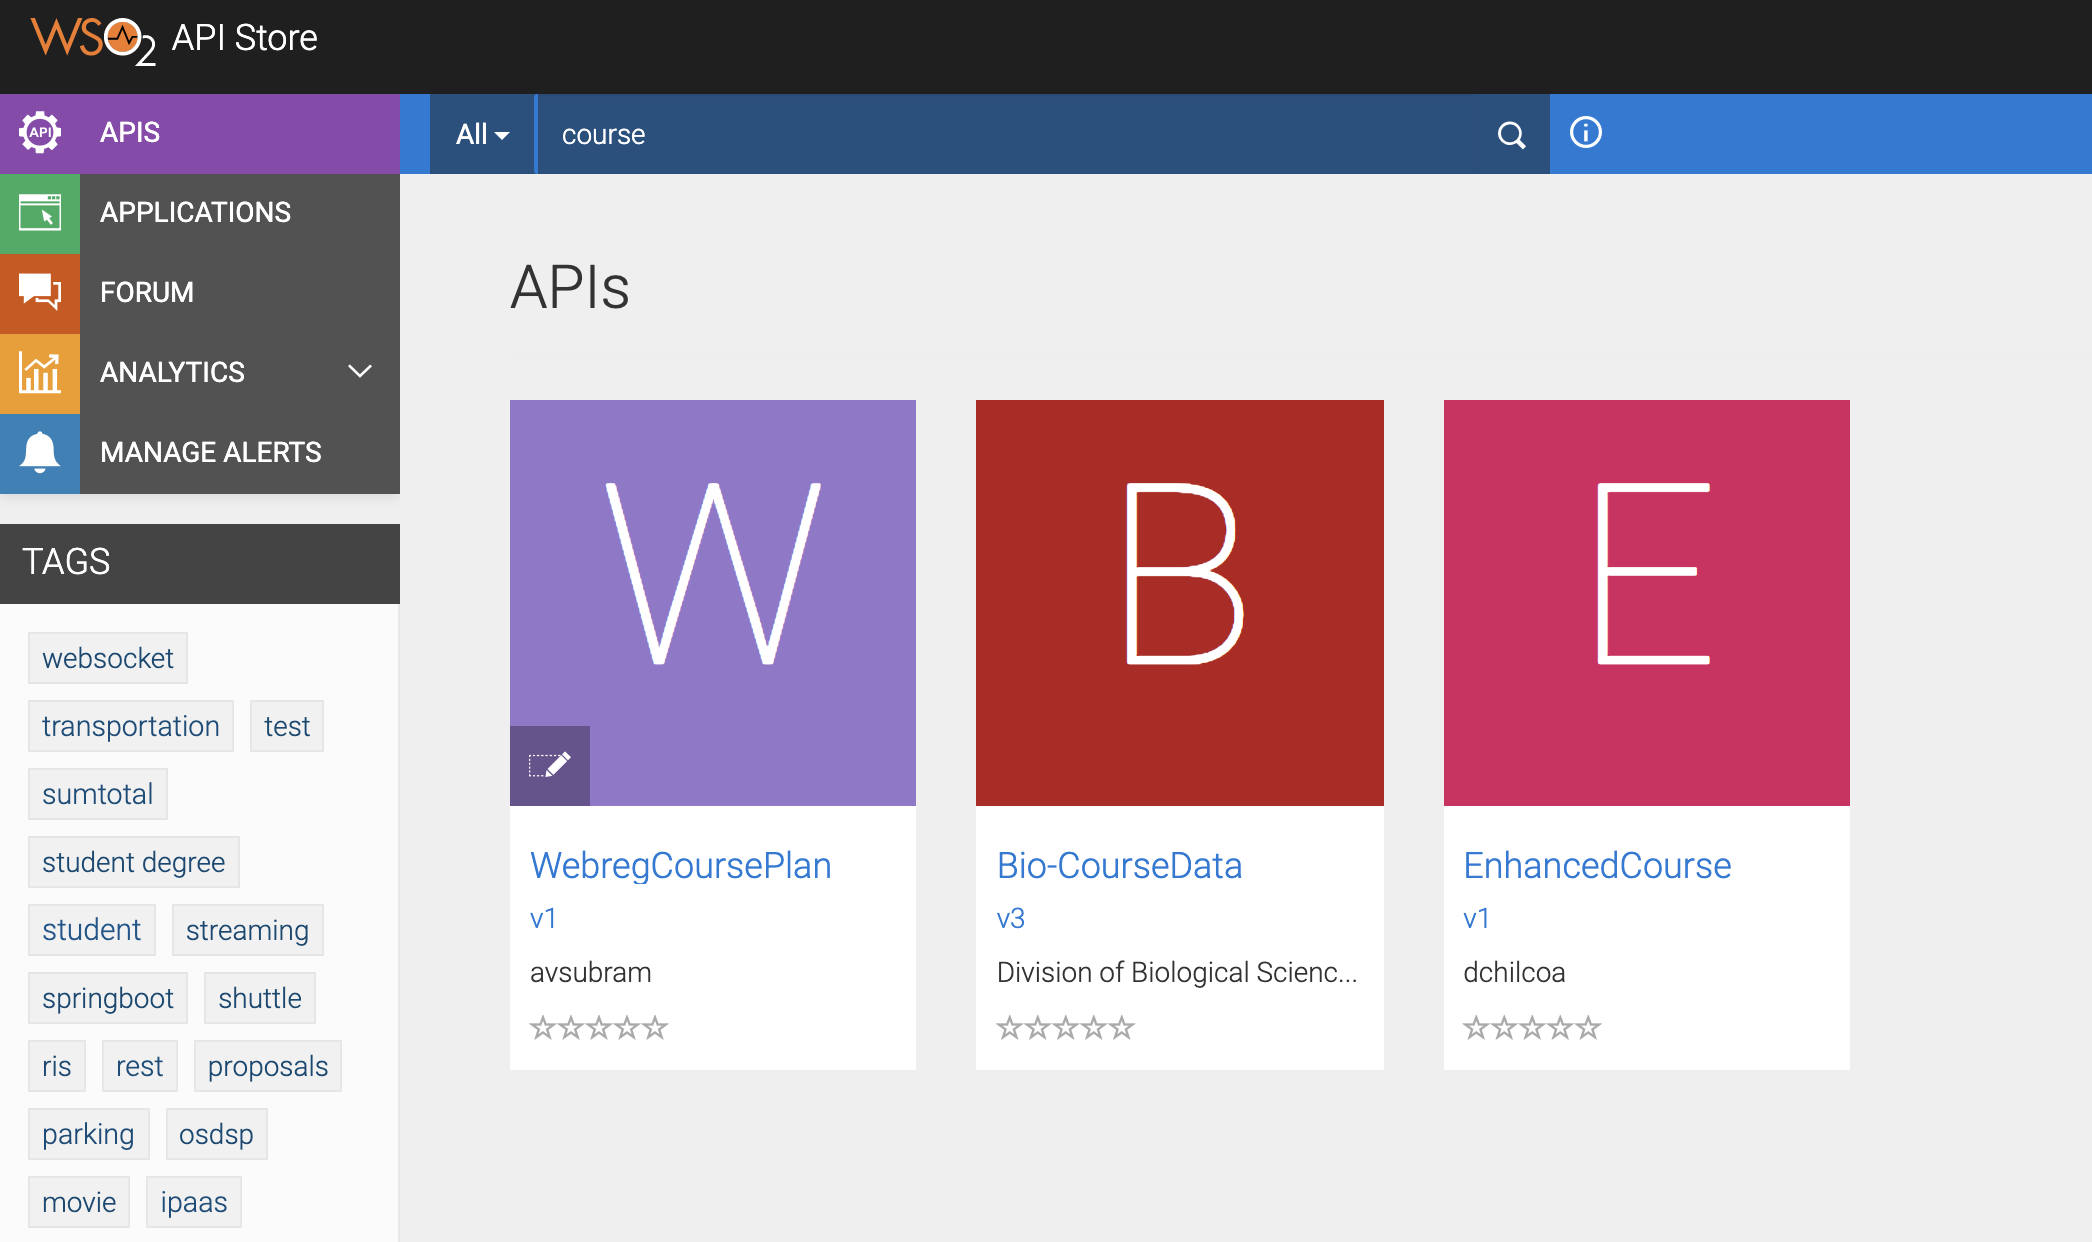 WSO2 API Store
API APIS
All course
APPLICATIONS
FORUM
ANALYTICS
MANAGE ALERTS
TAGS
websocket
transportation test
sumtotal
student degree
student streaming
springboot shuttle
ris rest proposals
parking osdsp
movie ipaas
APIs
W
WebregCoursePlan
v1
avsubram
B
Bio-CourseData
v3
Division of Biological Scienc...
E
EnhancedCourse
v1
dchilcoa